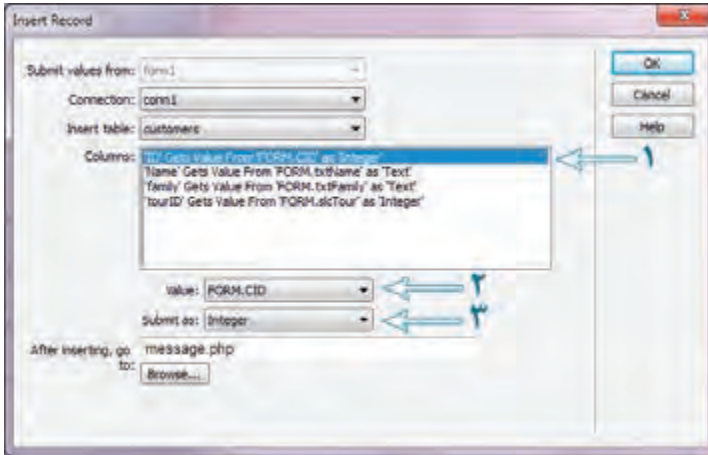 Insert Record
Submit values from: form1
OK
Connection: conn1
Cancel
Insert table: customers
Help
Columns: 'ID' Gets Value From 'FORM.CID' as 'Integer'
۱
'Name' Gets Value From 'FORM.txtName' as 'Text'
'family' Gets Value From 'FORM.txtFamily' as 'Text'
'tourID' Gets Value From 'FORM.slcTour' as 'Integer'
Value: FORM.CID
۲
Submit as: Integer
۳
After inserting, go to: message.php
Browse...